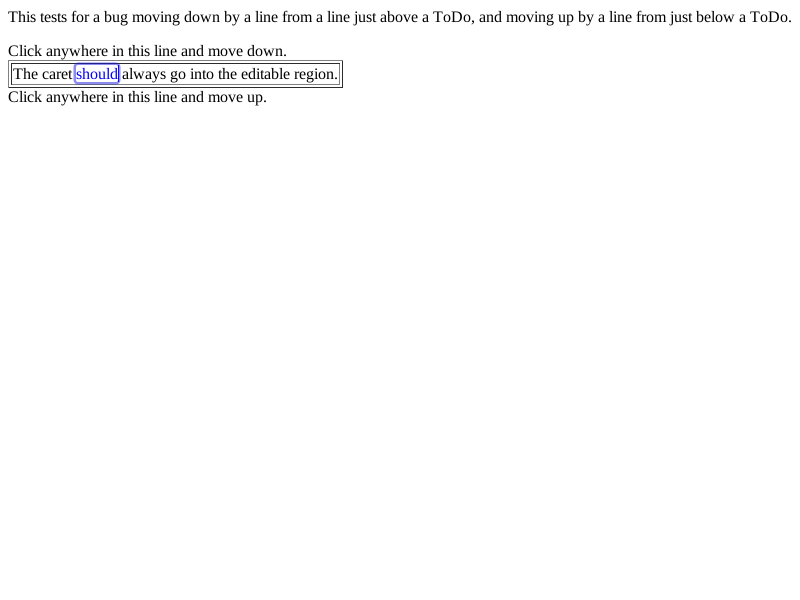 This tests for a bug moving down by a line from a line just above a ToDo, and moving up by a line from just below a ToDo.
Click anywhere in this line and move down.
The caret should always go into the editable region.
Click anywhere in this line and move up.